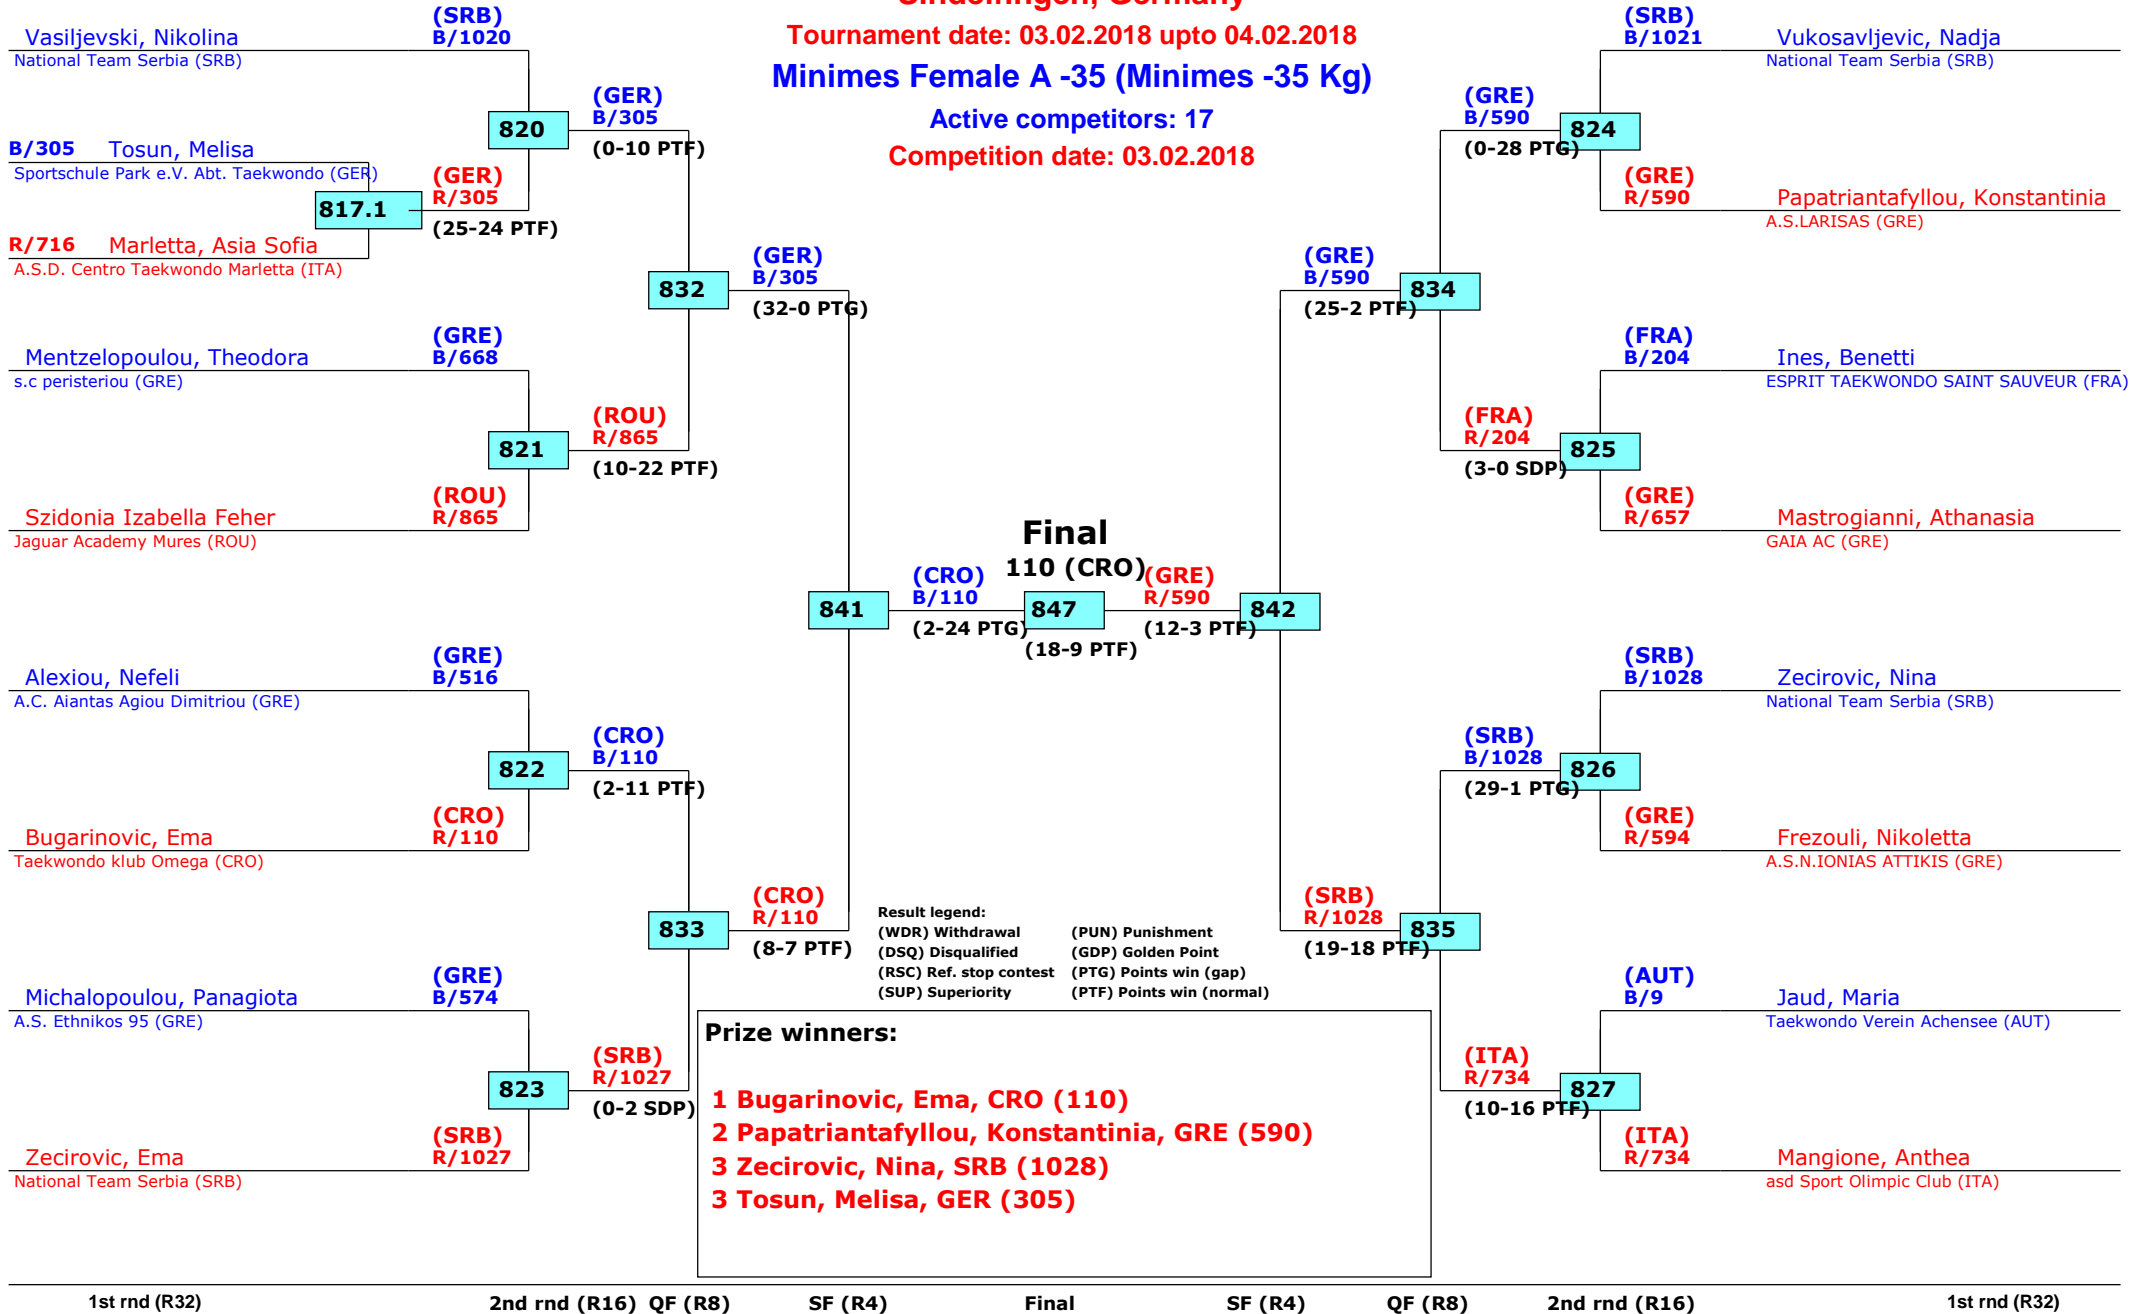 Sindelfingen, Germany
Tournament date: 03.02.2018 upto 04.02.2018
Minimes Female A -35 (Minimes -35 Kg)
Active competitors: 17
Competition date: 03.02.2018
Vasiljevski, Nikolina
(SRB)
B/1020
National Team Serbia (SRB)
B/305 Tosun, Melisa
Sportschule Park e.V. Abt. Taekwondo (GER)
817.1
(GER)
R/305
(25-24 PTF)
R/716 Marletta, Asia Sofia
A.S.D. Centro Taekwondo Marletta (ITA)
820
(GER)
B/305
(0-10 PTF)
Mentzelopoulou, Theodora
(GRE)
B/668
s.c peristeriou (GRE)
821
(ROU)
R/865
(10-22 PTF)
Szidonia Izabella Feher
(ROU)
R/865
Jaguar Academy Mures (ROU)
832
(GER)
B/305
(32-0 PTG)
Alexiou, Nefeli
(GRE)
B/516
A.C. Aiantas Agiou Dimitriou (GRE)
822
(CRO)
B/110
(2-11 PTF)
Bugarinovic, Ema
(CRO)
R/110
Taekwondo klub Omega (CRO)
833
(CRO)
R/110
(8-7 PTF)
Michalopoulou, Panagiota
(GRE)
B/574
A.S. Ethnikos 95 (GRE)
823
(SRB)
R/1027
(0-2 SDP)
Zecirovic, Ema
(SRB)
R/1027
National Team Serbia (SRB)
841
(CRO)
B/110
(2-24 PTG)
Final
110 (CRO)
847
(18-9 PTF)
(GRE)
R/590
(12-3 PTF)
842
(SRB)
B/1021
Vukosavljevic, Nadja
National Team Serbia (SRB)
(GRE)
B/590
(0-28 PTG)
824
(GRE)
R/590
Papatriantafyllou, Konstantinia
A.S.LARISAS (GRE)
(GRE)
B/590
(25-2 PTF)
834
(FRA)
B/204
Ines, Benetti
ESPRIT TAEKWONDO SAINT SAUVEUR (FRA)
(FRA)
R/204
(3-0 SDP)
825
(GRE)
R/657
Mastrogianni, Athanasia
GAIA AC (GRE)
(SRB)
B/1028
Zecirovic, Nina
National Team Serbia (SRB)
(SRB)
B/1028
(29-1 PTG)
826
(GRE)
R/594
Frezouli, Nikoletta
A.S.N.IONIAS ATTIKIS (GRE)
(SRB)
R/1028
(19-18 PTF)
835
(AUT)
B/9
Jaud, Maria
Taekwondo Verein Achensee (AUT)
(ITA)
R/734
(10-16 PTF)
827
(ITA)
R/734
Mangione, Anthea
asd Sport Olimpic Club (ITA)
Result legend:
(WDR) Withdrawal (PUN) Punishment
(DSQ) Disqualified (GDP) Golden Point
(RSC) Ref. stop contest (PTG) Points win (gap)
(SUP) Superiority (PTF) Points win (normal)
Prize winners:
1 Bugarinovic, Ema, CRO (110)
2 Papatriantafyllou, Konstantinia, GRE (590)
3 Zecirovic, Nina, SRB (1028)
3 Tosun, Melisa, GER (305)
1st rnd (R32) 2nd rnd (R16) QF (R8) SF (R4) Final SF (R4) QF (R8) 2nd rnd (R16) 1st rnd (R32)